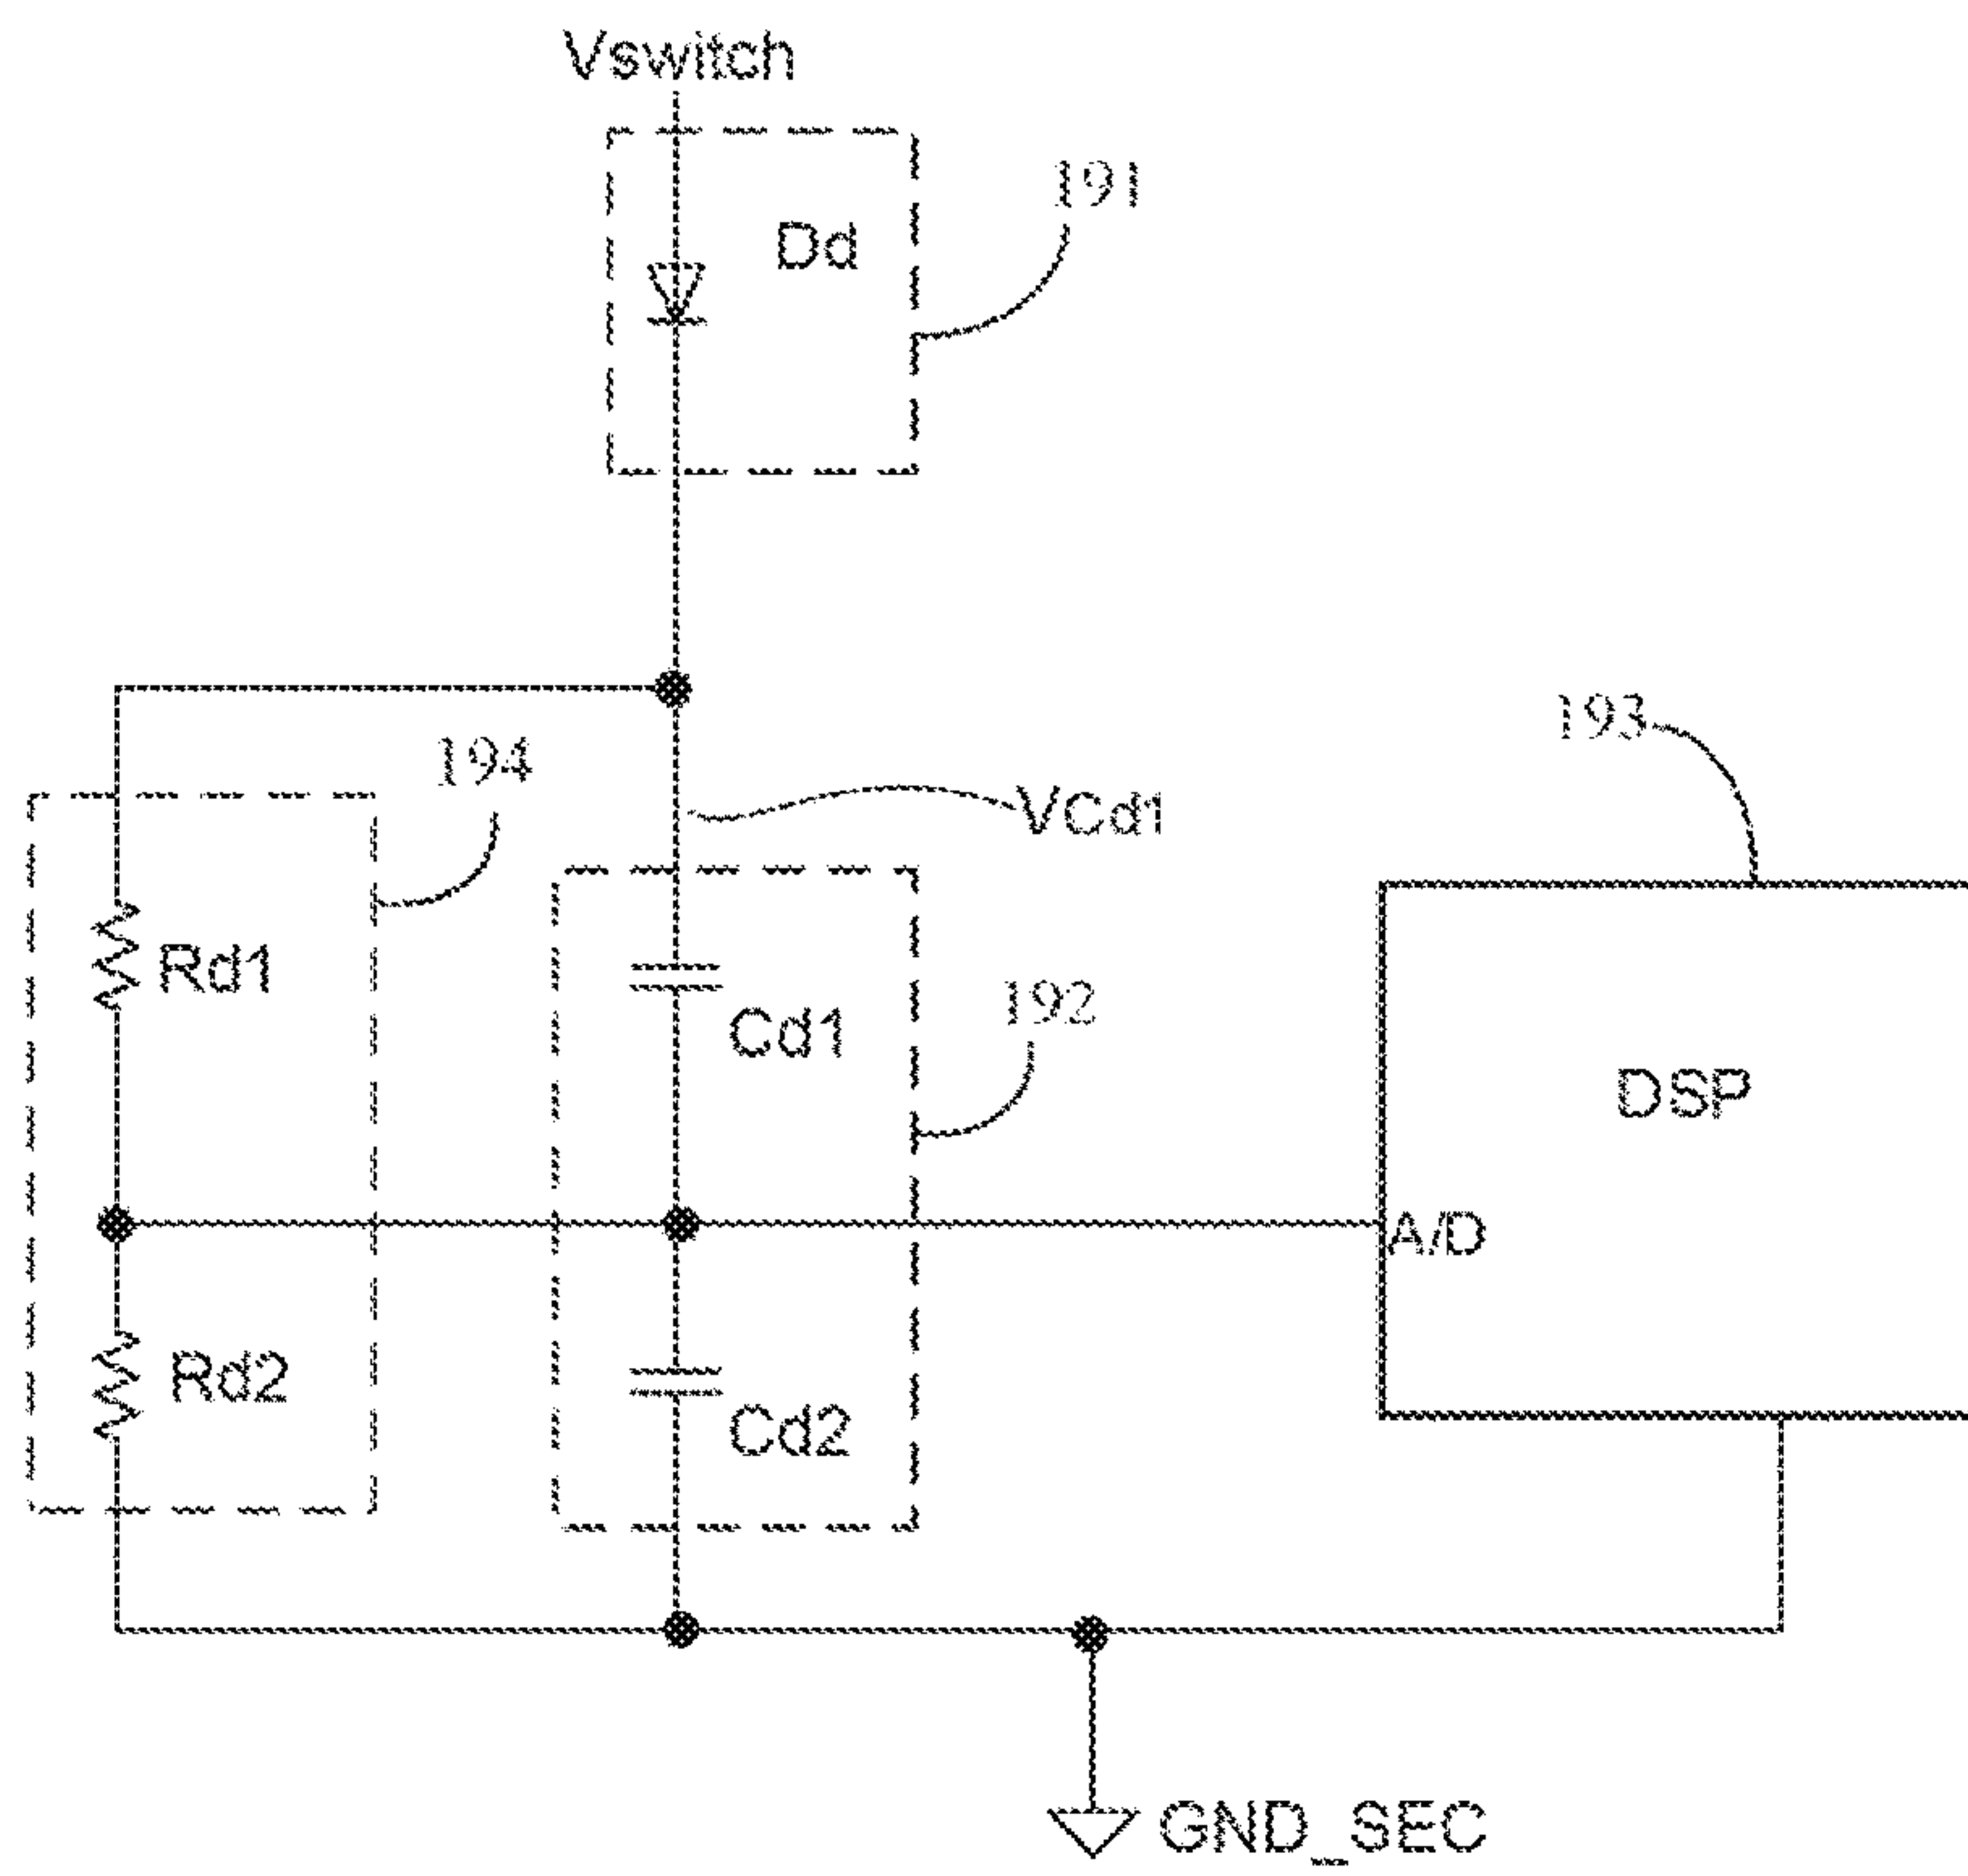 Vswitch
191
Dd
193
194
VCd1
Rd1
192
Cd1
DSP
A/D
Rd2
Cd2
GND_SEC